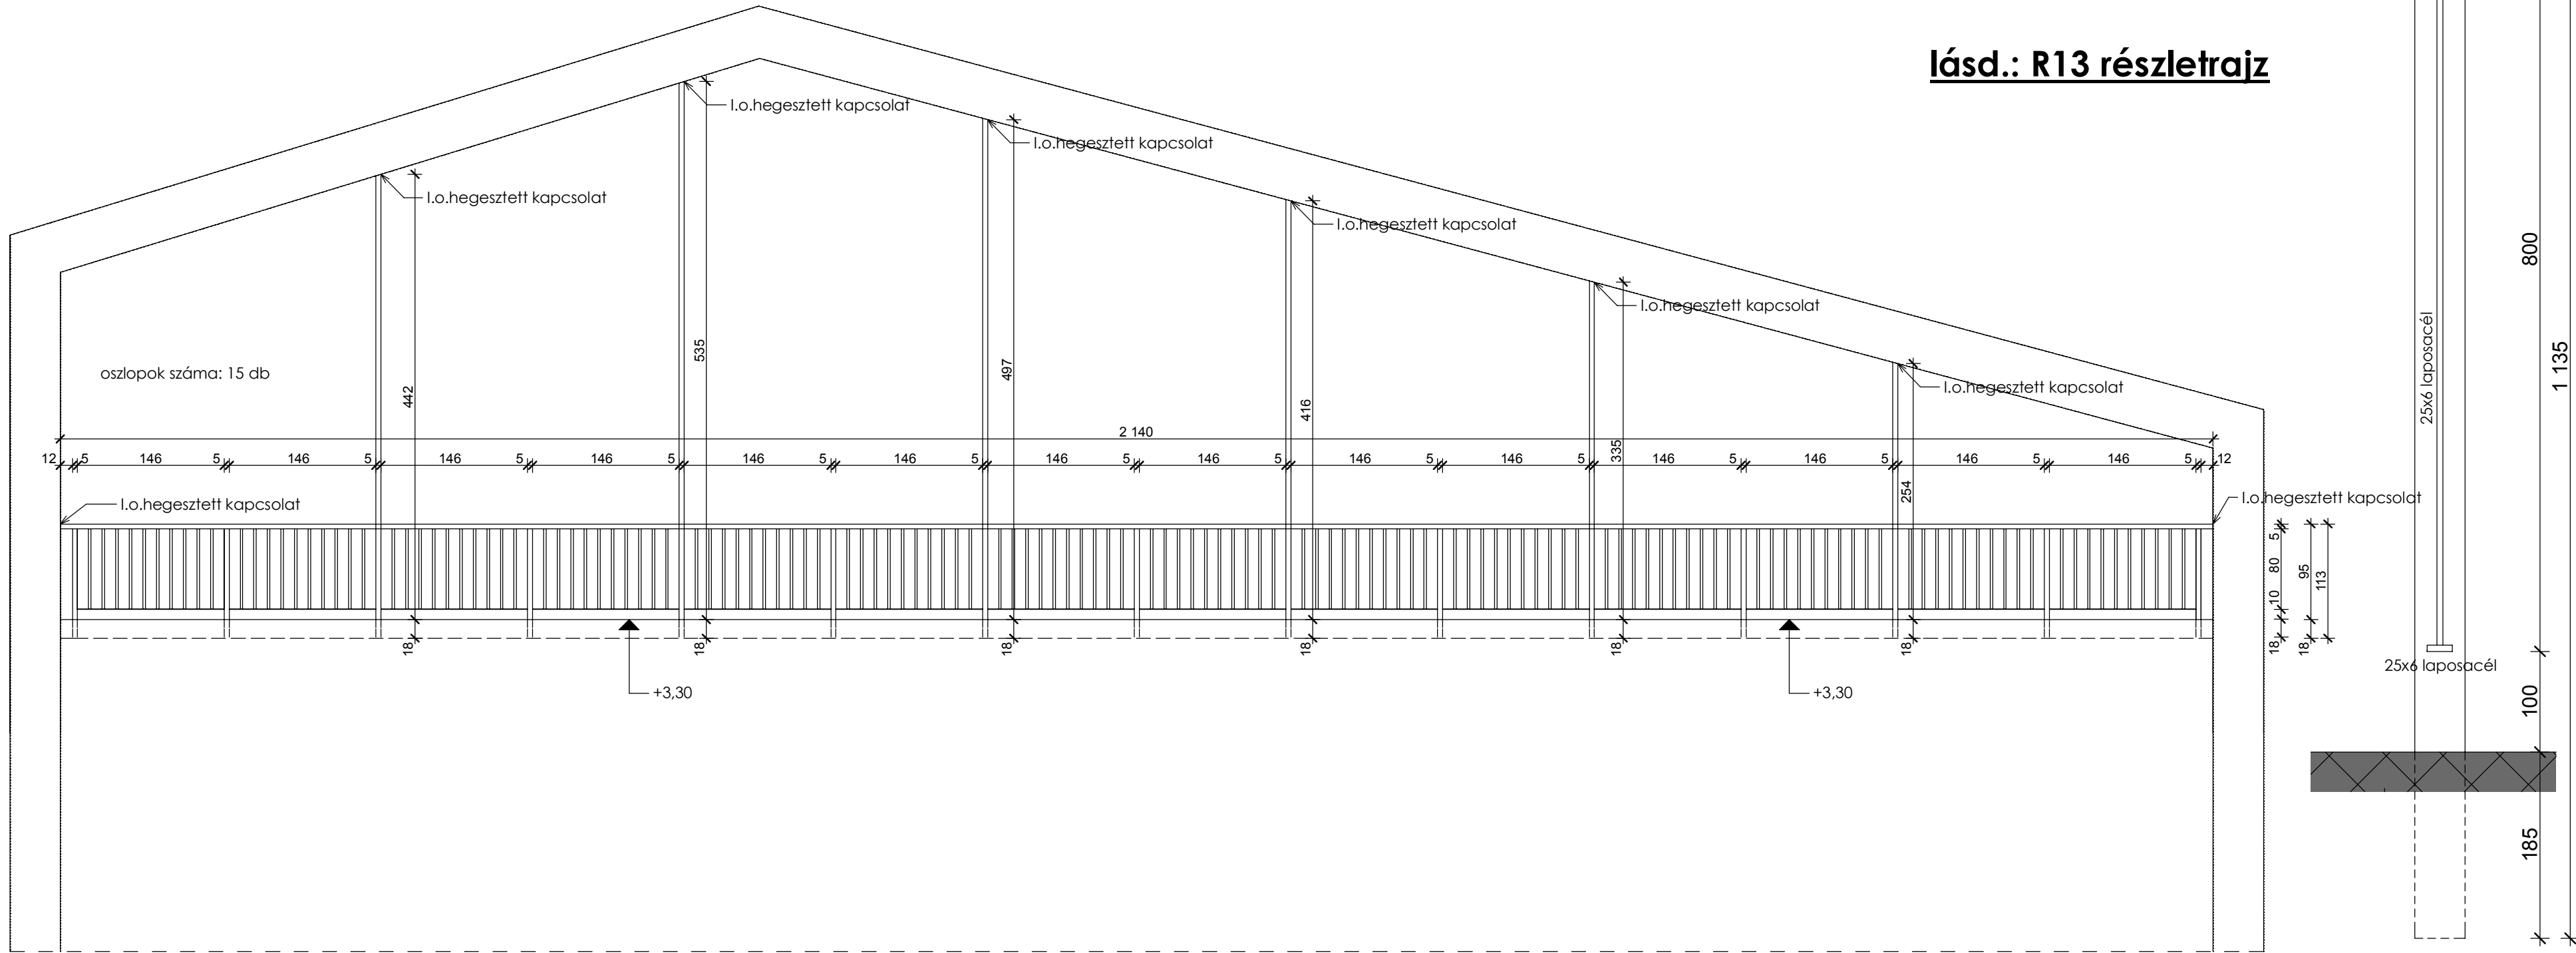 lásd.: R13 részletrajz
l.o.hegesztett kapcsolat
l.o.hegesztett kapcsolat
l.o.hegesztett kapcsolat
l.o.hegesztett kapcsolat
l.o.hegesztett kapcsolat
l.o.hegesztett kapcsolat
oszlopok száma: 15 db
442
535
497
416
335
254
2 140
12 5 146 5 146 5 146 5 146 5 146 5 146 5 146 5 146 5 146 5 146 5 146 5 146 5 146 5 146 5 12
l.o.hegesztett kapcsolat
l.o.hegesztett kapcsolat
5
80
10
18
95
18
113
18
18
18
18
18
18
+3,30
+3,30
25x6 laposacél
25x6 laposacél
800
1 135
100
185